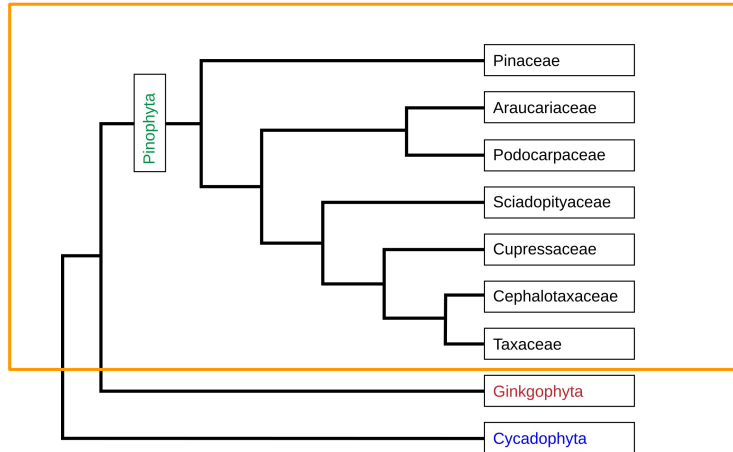 Pinophyta
Pinaceae
Araucariaceae
Podocarpaceae
Sciadopityaceae
Cupressaceae
Cephalotaxaceae
Taxaceae
Ginkgophyta
Cycadophyta